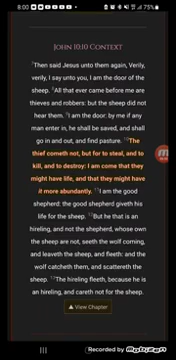 8:00
75%
JOHN 10:10 CONTEXT
7Then said Jesus unto them again, Verily,
verily, I say unto you, I am the door of the
sheep. 8All that ever came before me are
thieves and robbers: but the sheep did not
hear them. 9I am the door: by me if any
man enter in, he shall be saved, and shall
go in and out, and find pasture. 10The
thief cometh not, but for to steal, and to
kill, and to destroy: I am come that they
might have life, and that they might have
it more abundantly. 11I am the good
shepherd: the good shepherd giveth his
life for the sheep. 12But he that is an
hireling, and not the shepherd, whose own
the sheep are not, seeth the wolf coming,
and leaveth the sheep, and fleeth: and the
wolf catcheth them, and scattereth the
sheep. 13The hireling fleeth, because he is
an hireling, and careth not for the sheep.
View Chapter
Recorded by